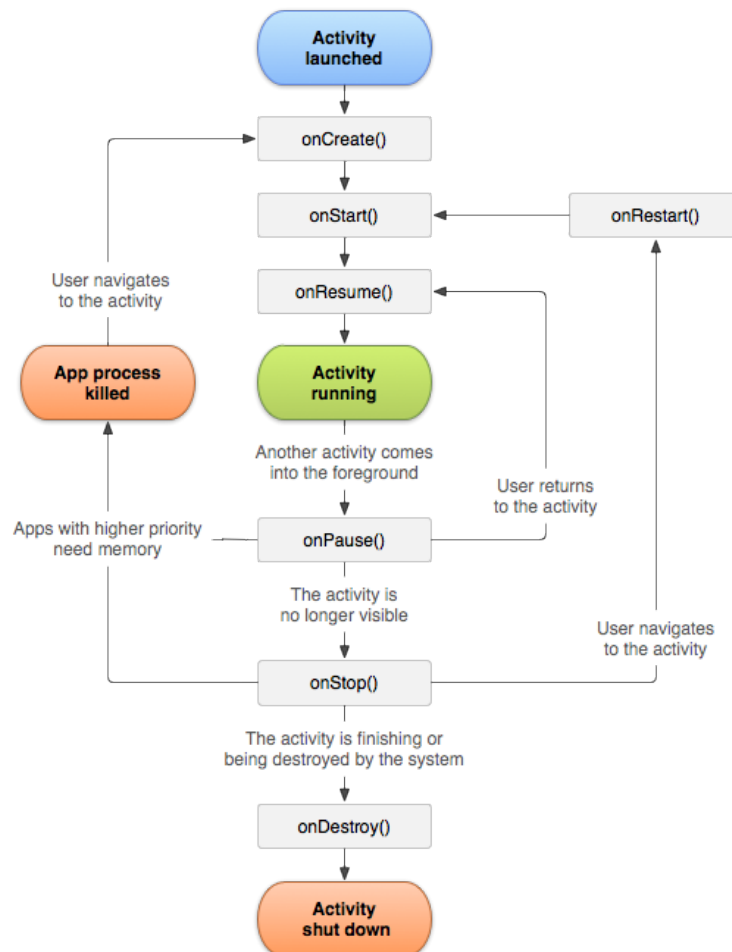 Activity
launched
onCreate()
onStart()
onRestart()
onResume()
User navigates
to the activity
App process
killed
Activity
running
Another activity comes
into the foreground
User returns
to the activity
Apps with higher priority
need memory
onPause()
The activity is
no longer visible
User navigates
to the activity
onStop()
The activity is finishing or
being destroyed by the system
onDestroy()
Activity
shut down